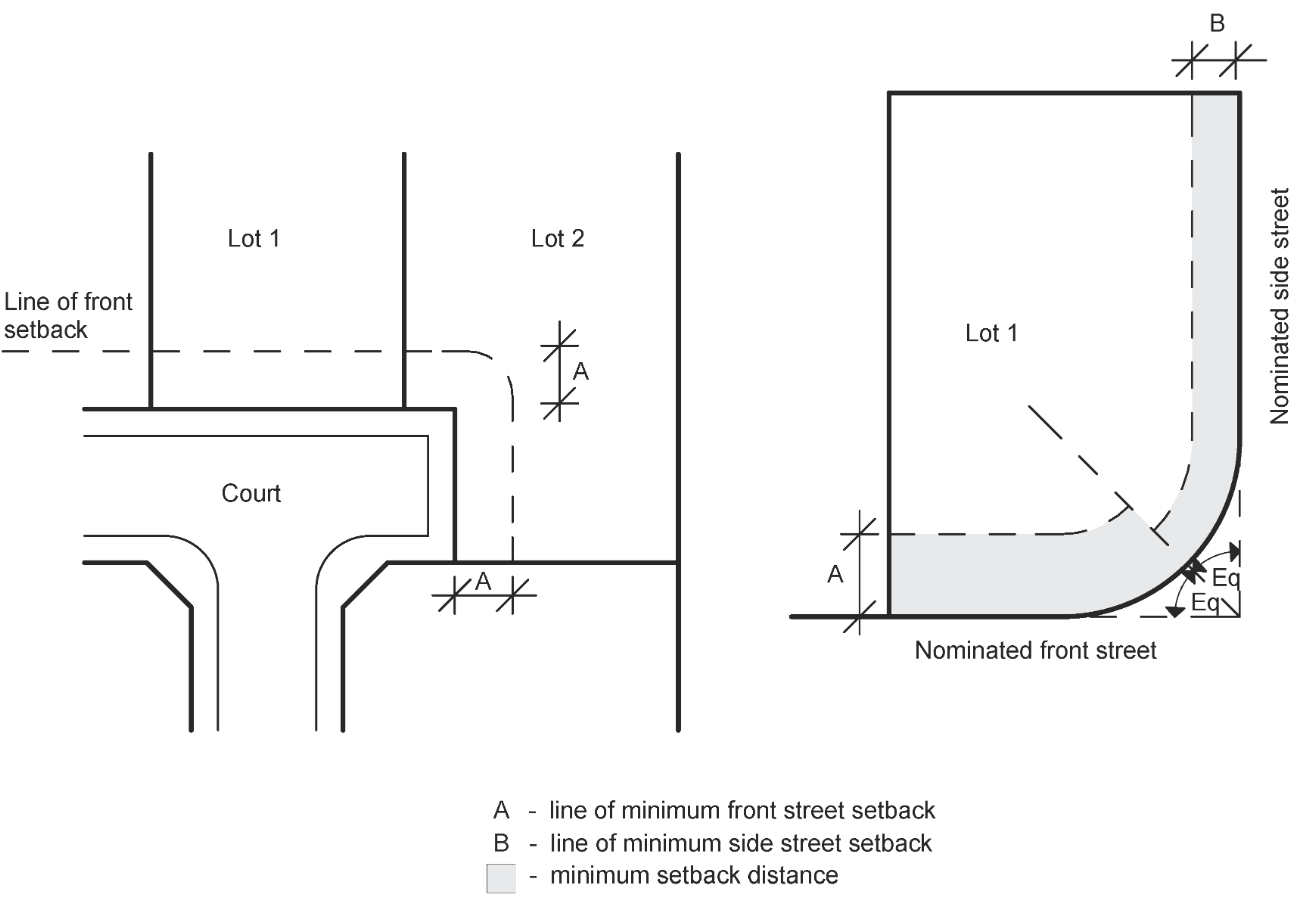 B
Lot 1
Lot 2
Line of front
setback
A
Court
A
Lot 1
Nominated side street
A
Eq
Eq
Nominated front street
A - line of minimum front street setback
B - line of minimum side street setback
- minimum setback distance